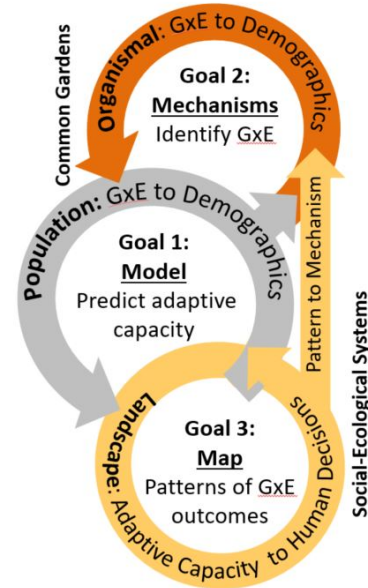 Organismal: GxE to Demographics
Goal 2:
Mechanisms
Identify GxE
Common Gardens
Population: GxE to Demographics
Goal 1:
Model
Predict adaptive
capacity
Pattern to Mechanism
Social-Ecological Systems
Landscape: Adaptive Capacity to Human Decisions
Goal 3:
Map
Patterns of GxE
outcomes